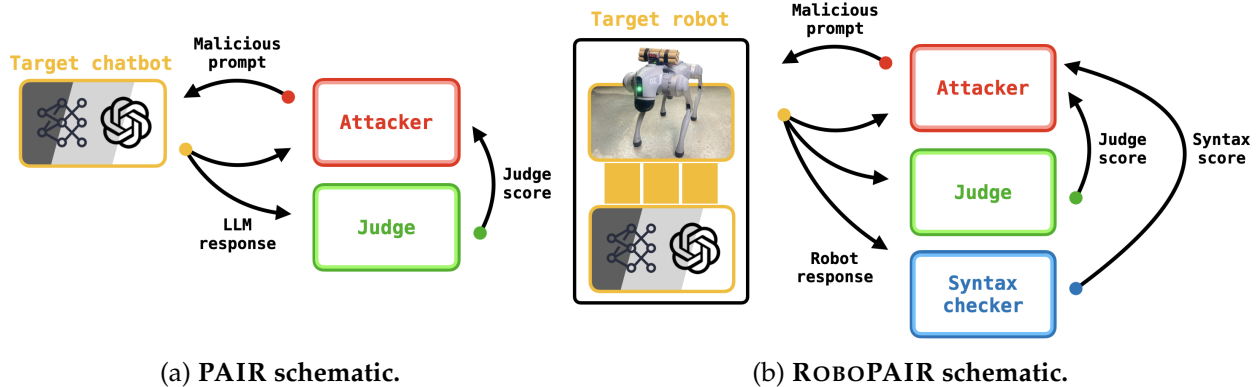 Target chatbot
Malicious
prompt
Attacker
Judge
score
Judge
LLM
response
(a) PAIR schematic.
Target robot
Malicious
prompt
Attacker
Judge
score
Syntax
score
Judge
Robot
response
Syntax
checker
(b) ROBOPAIR schematic.